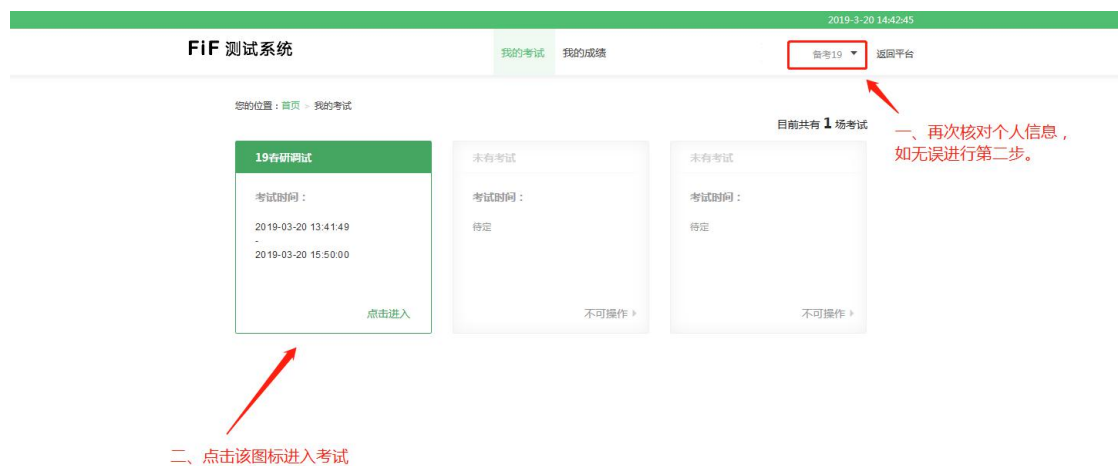 2019-3-20 14:42:45
FiF 测试系统
我的考试 我的成绩
备考19 返回平台
您的位置：首页 > 我的考试
目前共有 1 场考试
一、再次核对个人信息，
如无误进行第二步。
19春研调试
考试时间：
2019-03-20 13:41:49
-
2019-03-20 15:50:00
点击进入
未有考试
考试时间：
待定
不可操作
未有考试
考试时间：
待定
不可操作
二、点击该图标进入考试